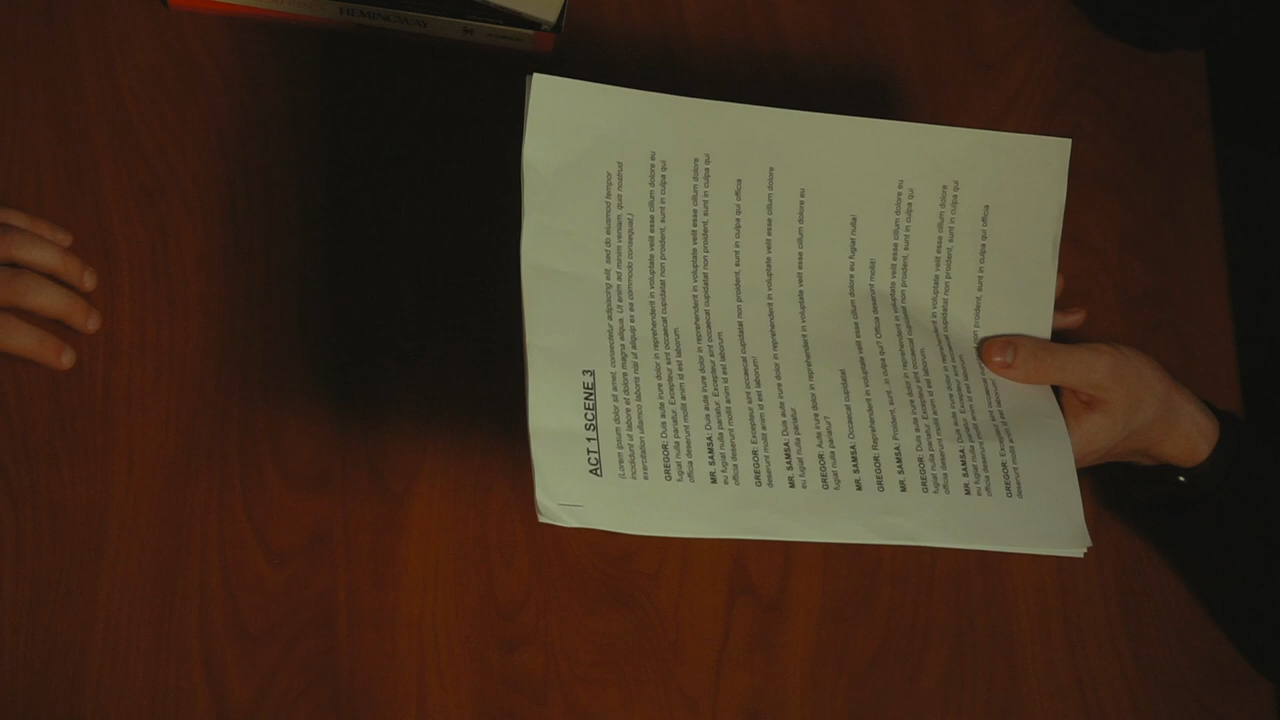 HEMINGWAY
ACT 1 SCENE 3
(Lorem ipsum dolor sit amet, consectetur adipiscing elit, sed do eiusmod tempor
incididunt ut labore et dolore magna aliqua. Ut enim ad minim veniam, quis nostrud
exercitation ullamco laboris nisi ut aliquip ex ea commodo consequat.)
GREGOR: Duis aute irure dolor in reprehenderit in voluptate velit esse cillum dolore eu
fugiat nulla pariatur. Excepteur sint occaecat cupidatat non proident, sunt in culpa qui
officia deserunt mollit anim id est laborum.
MR. SAMSA: Duis aute irure dolor in reprehenderit in voluptate velit esse cillum dolore
eu fugiat nulla pariatur. Excepteur sint occaecat cupidatat non proident, sunt in culpa qui
officia deserunt mollit anim id est laborum.
GREGOR: Excepteur sint occaecat cupidatat non proident, sunt in culpa qui officia
deserunt mollit anim id est laborum!
MR. SAMSA: Duis aute irure dolor in reprehenderit in voluptate velit esse cillum dolore
eu fugiat nulla pariatur.
GREGOR: Aute irure dolor in reprehenderit in voluptate velit esse cillum dolore eu
fugiat nulla pariatur?
MR. SAMSA: Occaecat cupidatat.
GREGOR: Reprehenderit in voluptate velit esse cillum dolore eu fugiat nulla!
MR. SAMSA: Proident, sunt...in culpa qui? Officia deserunt mollit!
GREGOR: Duis aute irure dolor in reprehenderit in voluptate velit esse cillum dolore eu
fugiat nulla pariatur. Excepteur sint occaecat cupidatat non proident, sunt in culpa qui
officia deserunt mollit anim id est laborum.
MR. SAMSA: Duis aute irure dolor in reprehenderit in voluptate velit esse cillum dolore
eu fugiat nulla pariatur. Excepteur sint occaecat cupidatat non proident, sunt in culpa qui
officia deserunt mollit anim id est laborum.
GREGOR: Excepteur sint occaecat non proident, sunt in culpa qui officia
deserunt mollit anim id est laborum!